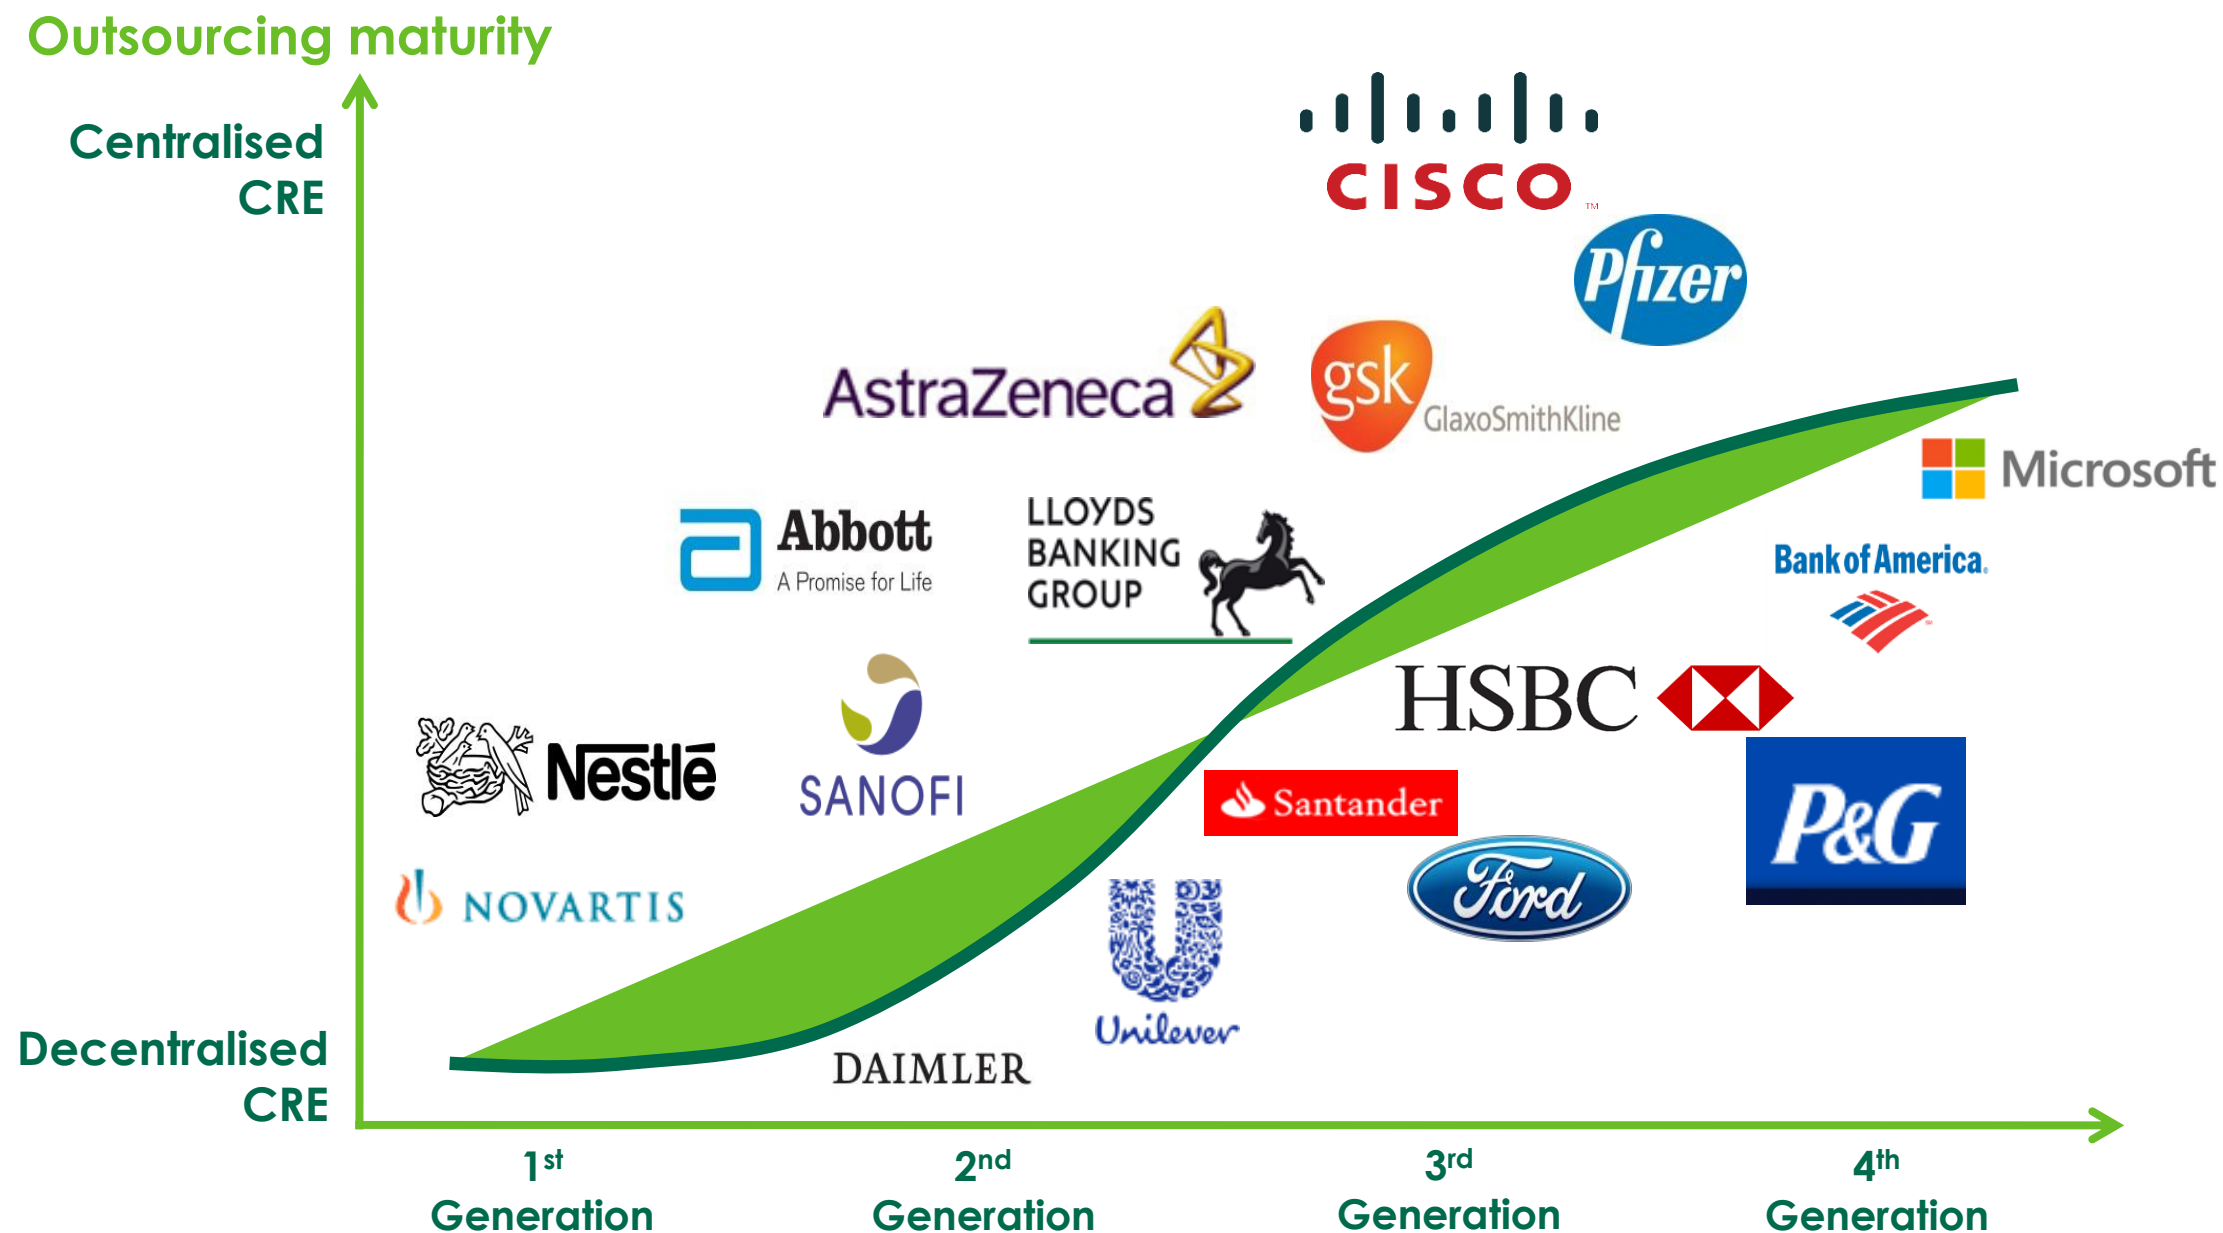 Outsourcing maturity
Centralised
CRE
CISCO
TM
Pfizer
AstraZeneca
gsk
GlaxoSmithKline
Microsoft
Abbott
A Promise for Life
LLOYDS
BANKING
GROUP
Bank of America
HSBC
Nestlé
SANOFI
Santander
P&G
Ford
NOVARTIS
Unilever
DAIMLER
Decentralised
CRE
1st
Generation
2nd
Generation
3rd
Generation
4th
Generation